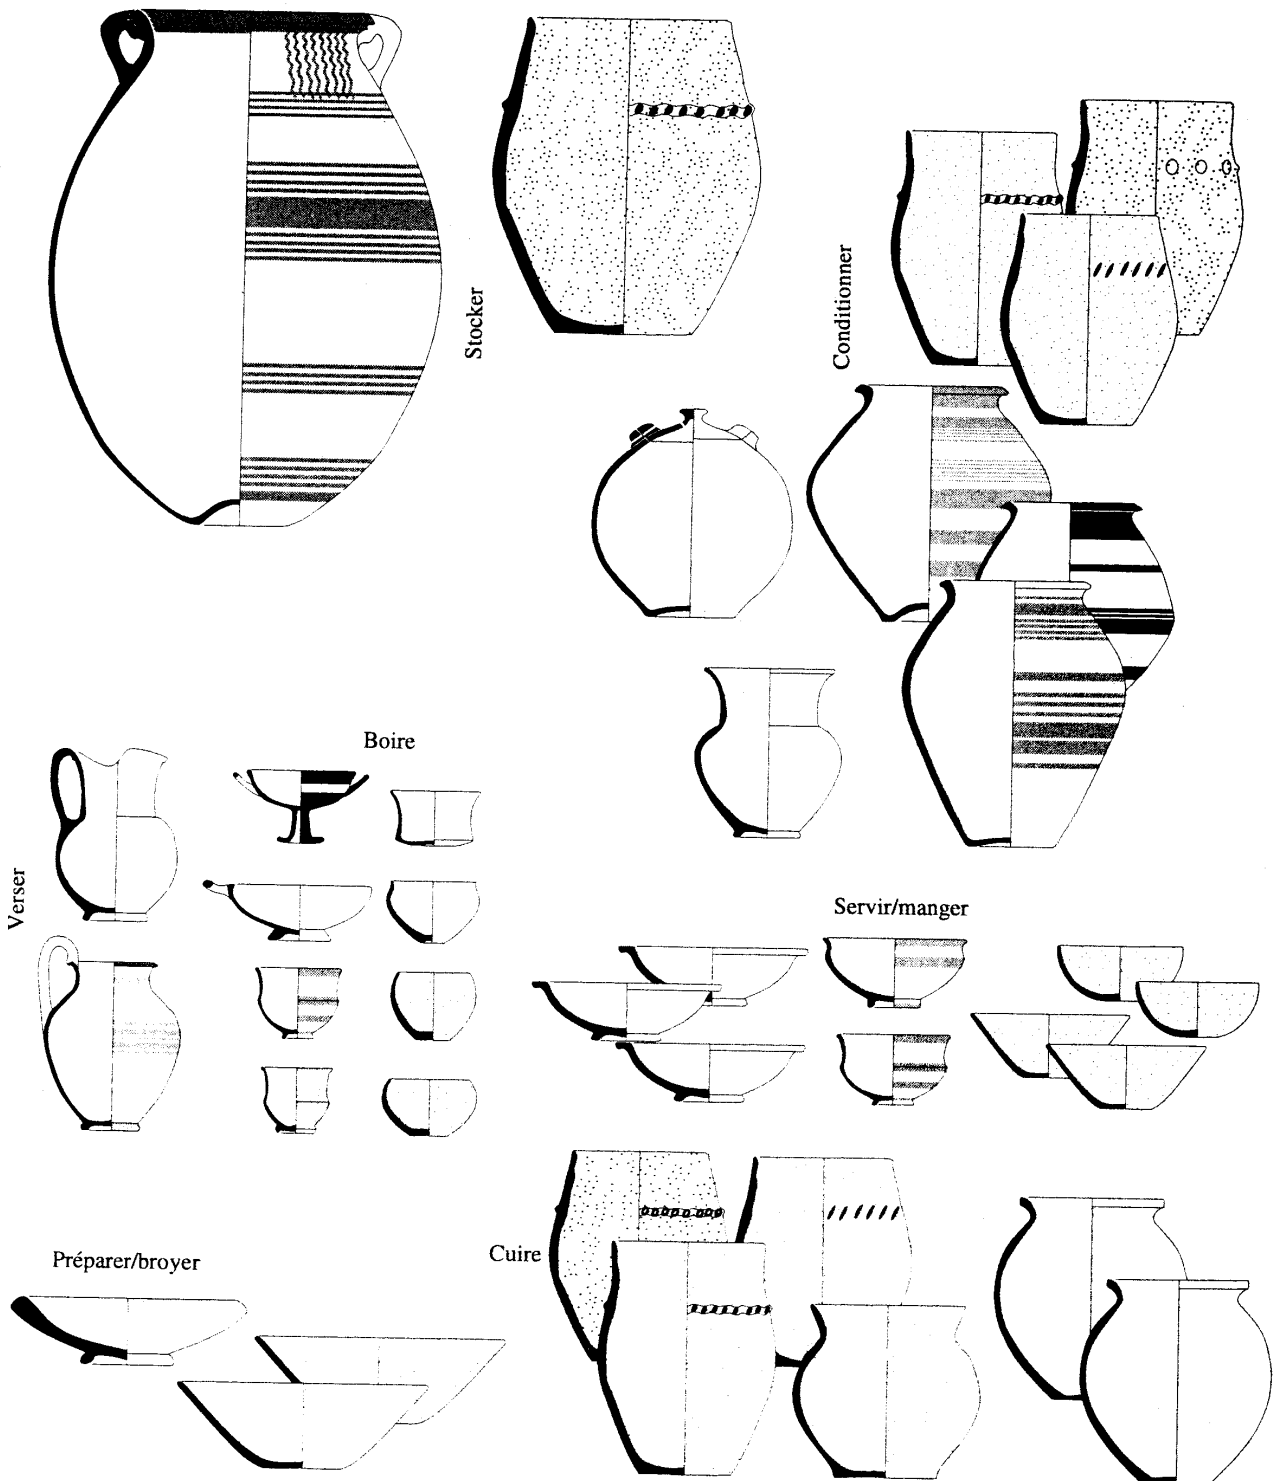 Stocker
Conditionner
Boire
Verser
Servir/manger
Cuire
Préparer/broyer